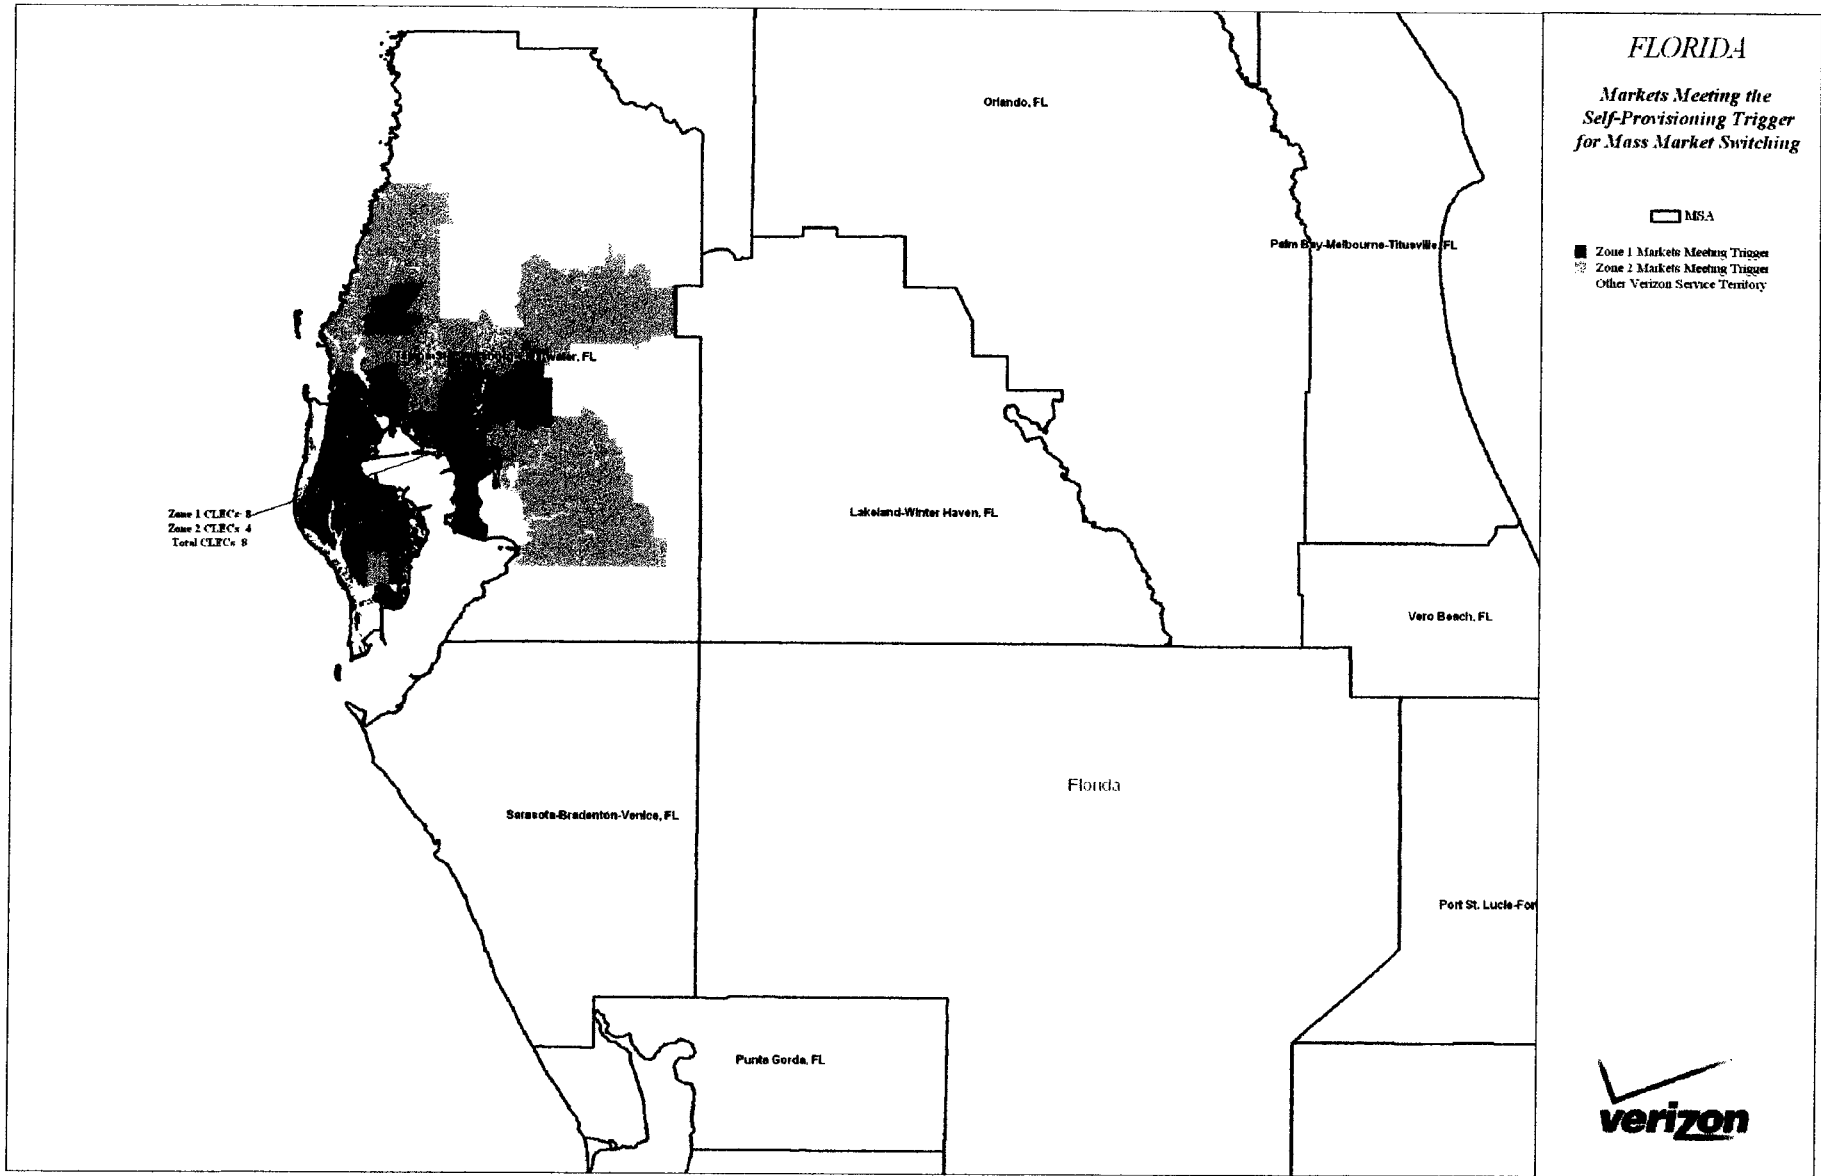 FLORIDA
Markets Meeting the
Self-Provisioning Trigger
for Mass Market Switching
MSA
Zone 1 Markets Meeting Trigger
Zone 2 Markets Meeting Trigger
Other Verizon Service Territory
Orlando, FL
Palm Bay-Melbourne-Titusville, FL
FL
Zone 1 CLECs 8
Zone 2 CLECs 4
Total CLECs 8
Lakeland-Winter Haven, FL
Vero Beach, FL
Florida
Sarasota-Bradenton-Venice, FL
Port St. Lucie-For
Punta Gorda, FL
verizon